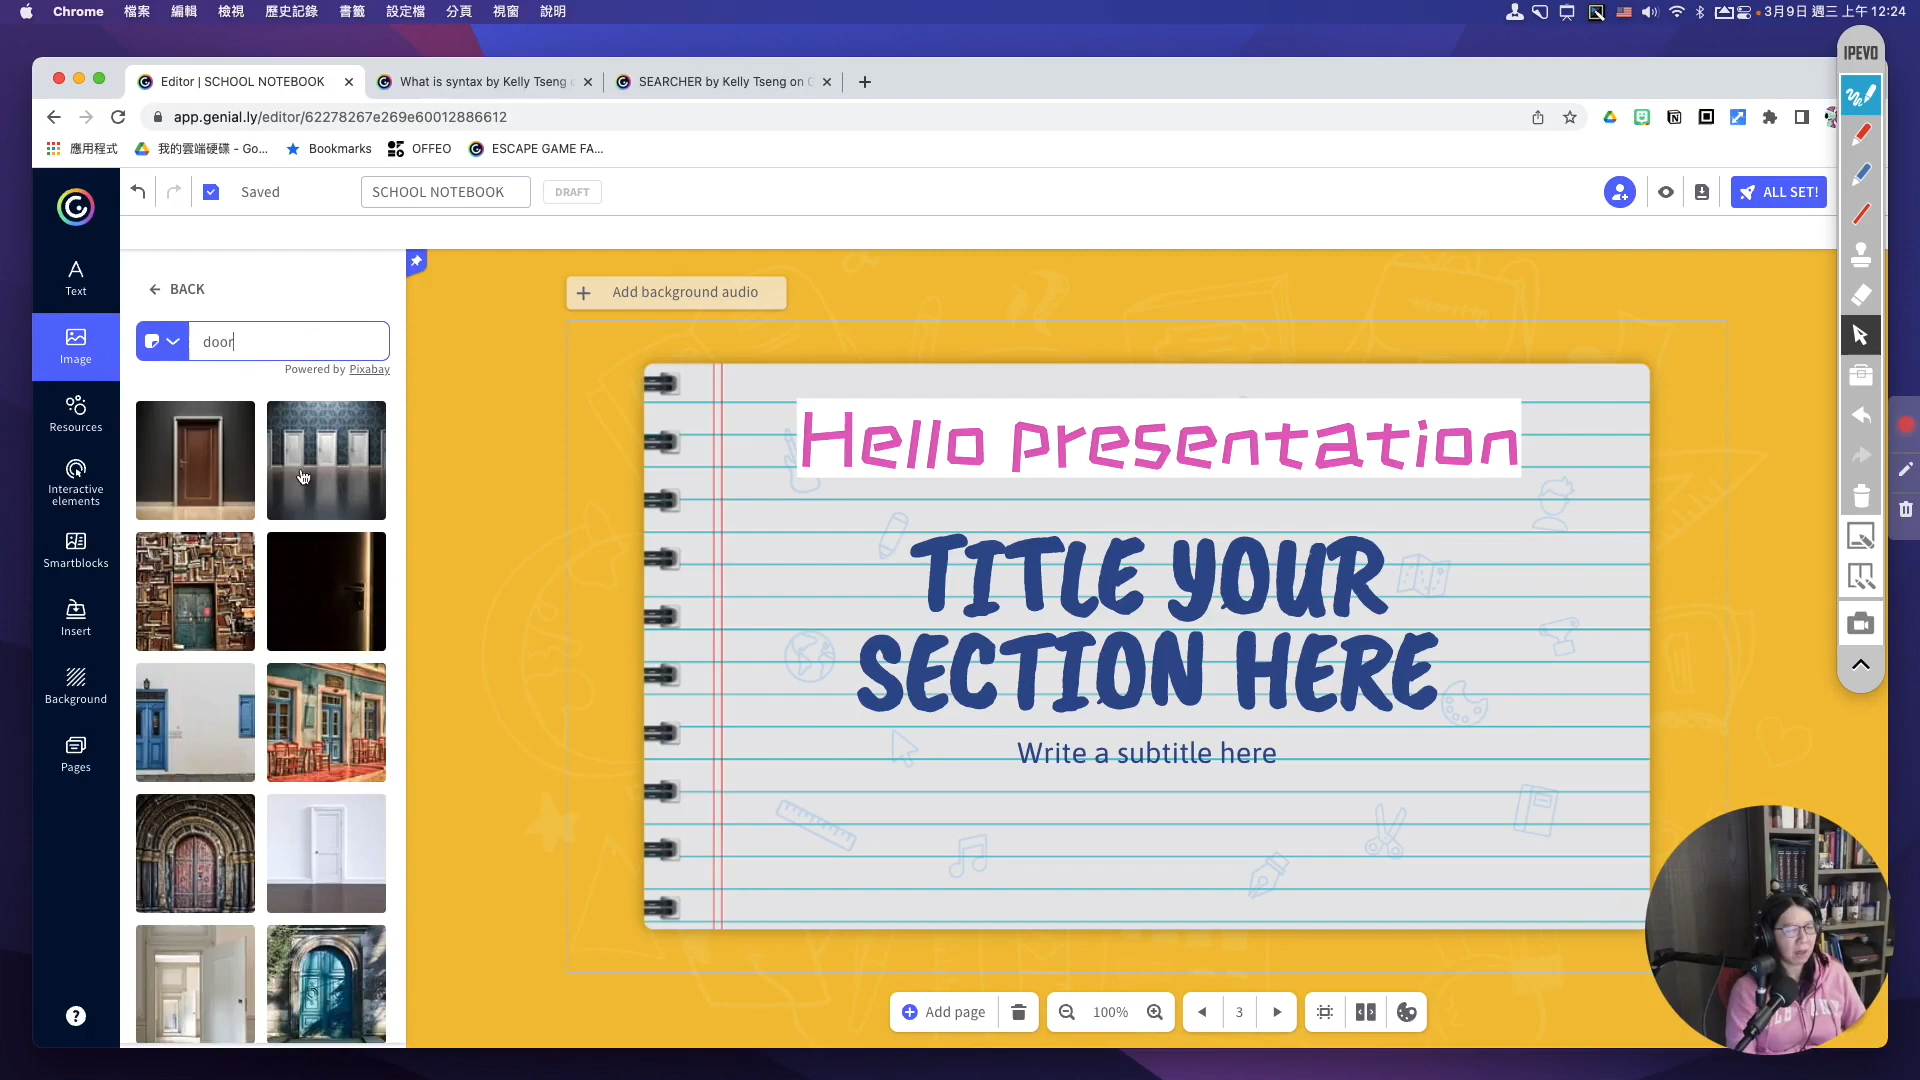 Chrome 檔案 編輯 檢視 歷史記錄 書籤 設定檔 分頁 視窗 說明
3月9日 週三 上午 12:24
IPEVO
Editor | SCHOOL NOTEBOOK
What is syntax by Kelly Tseng
SEARCHER by Kelly Tseng on G
app.genial.ly/editor/62278267e269e60012886612
應用程式 我的雲端硬碟 - Go... Bookmarks OFFEO ESCAPE GAME FA...
Saved SCHOOL NOTEBOOK DRAFT ALL SET!
Text
Image
Resources
Interactive
elements
Smartblocks
Insert
Background
Pages
BACK
door
Powered by Pixabay
Add background audio
Hello presentation
TITLE YOUR
SECTION HERE
Write a subtitle here
Add page 100% 3